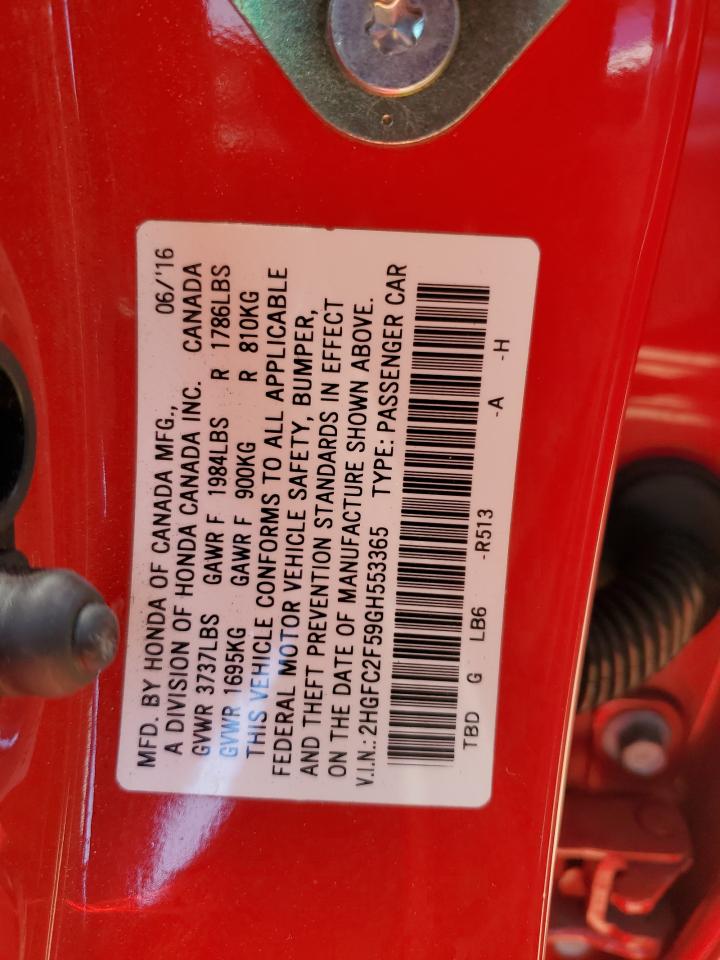 MFD. BY HONDA OF CANADA MFG., 06/'16
A DIVISION OF HONDA CANADA INC. CANADA
GVWR 3737LBS GAWR F 1984LBS R 1786LBS
GVWR 1695KG GAWR F 900KG R 810KG
THIS VEHICLE CONFORMS TO ALL APPLICABLE
FEDERAL MOTOR VEHICLE SAFETY, BUMPER,
AND THEFT PREVENTION STANDARDS IN EFFECT
ON THE DATE OF MANUFACTURE SHOWN ABOVE.
V.I.N.: 2HGFC2F59GH553365 TYPE: PASSENGER CAR
TBD G LB6 -R513 -A -H